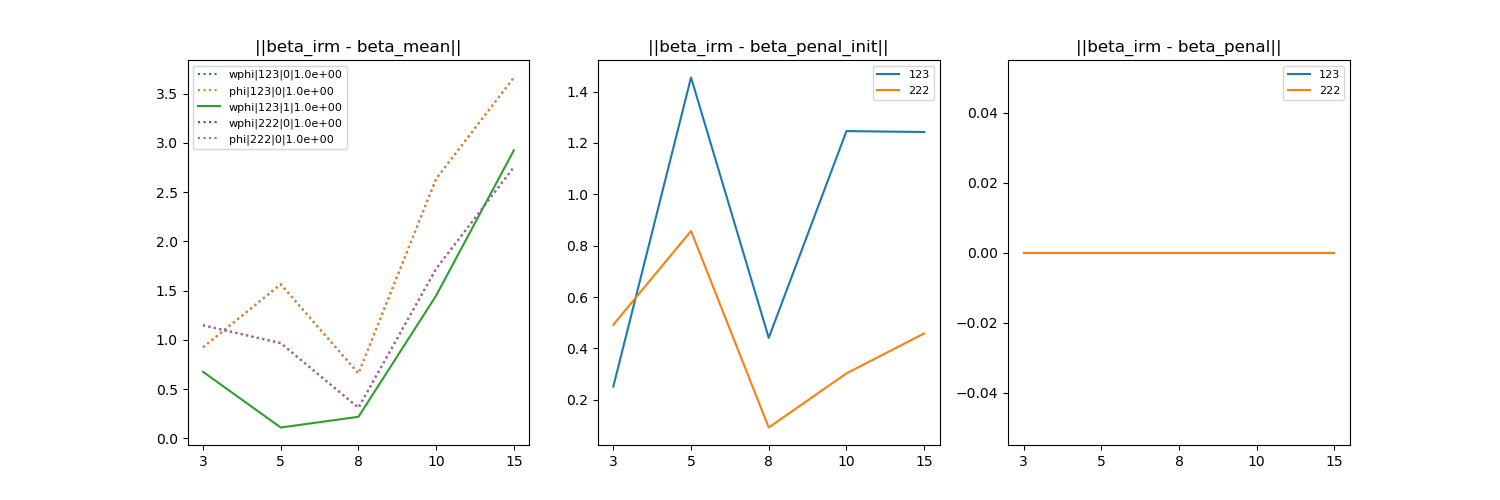 ||beta_irm - beta_mean||
wphi|123|0|1.0e+00
phi|123|0|1.0e+00
wphi|123|1|1.0e+00
wphi|222|0|1.0e+00
phi|222|0|1.0e+00
3.5
3.0
2.5
2.0
1.5
1.0
0.5
0.0
3 5 8 10 15
||beta_irm - beta_penal_init||
123
222
1.4
1.2
1.0
0.8
0.6
0.4
0.2
3 5 8 10 15
||beta_irm - beta_penal||
123
222
0.04
0.02
0.00
−0.02
−0.04
3 5 8 10 15